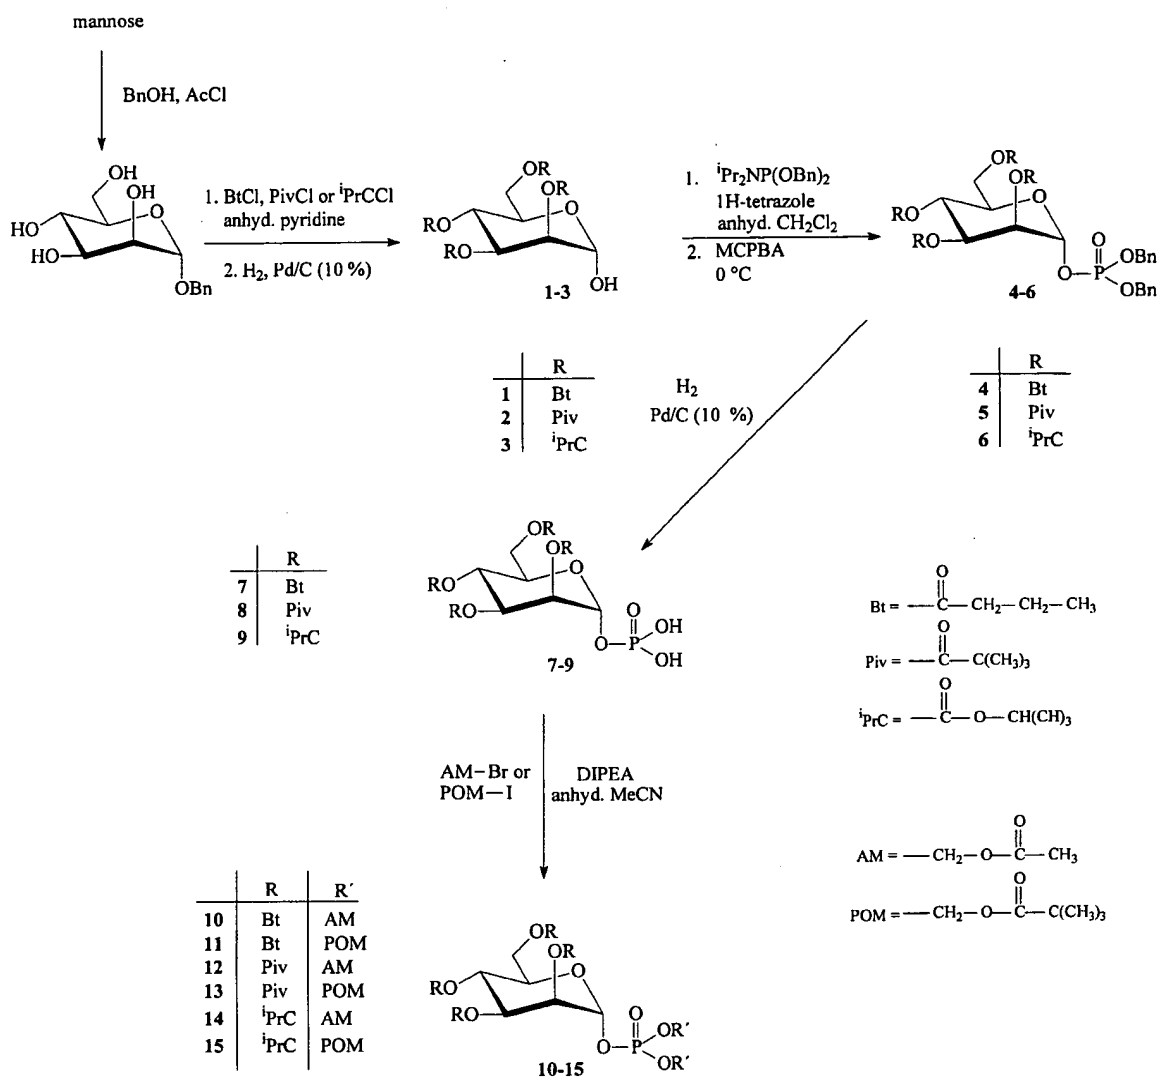 mannose
BnOH, AcCl
OH
OH
HO
HO
O
OBn
1. BtCl, PivCl or ⁱPrCCl
anhyd. pyridine
2. H₂, Pd/C (10 %)
OR
OR
RO
RO
O
OH
1-3
1. ⁱPr₂NP(OBn)₂
1H-tetrazole
anhyd. CH₂Cl₂
2. MCPBA
0 °C
OR
OR
RO
RO
O
O
O—P
OBn
OBn
4-6
R
1 Bt
2 Piv
3 ⁱPrC
H₂
Pd/C (10 %)
R
4 Bt
5 Piv
6 ⁱPrC
R
7 Bt
8 Piv
9 ⁱPrC
OR
OR
RO
RO
O
O
O—P
OH
OH
7-9
O
Bt = —C—CH₂—CH₂—CH₃
O
Piv = —C—C(CH₃)₃
O
ⁱPrC = —C—O—CH(CH)₃
AM—Br or
POM—I
DIPEA
anhyd. MeCN
O
AM = —CH₂—O—C—CH₃
O
POM = —CH₂—O—C—C(CH₃)₃
R R´
10 Bt AM
11 Bt POM
12 Piv AM
13 Piv POM
14 ⁱPrC AM
15 ⁱPrC POM
OR
OR
RO
RO
O
O
O—P
OR´
OR´
10-15